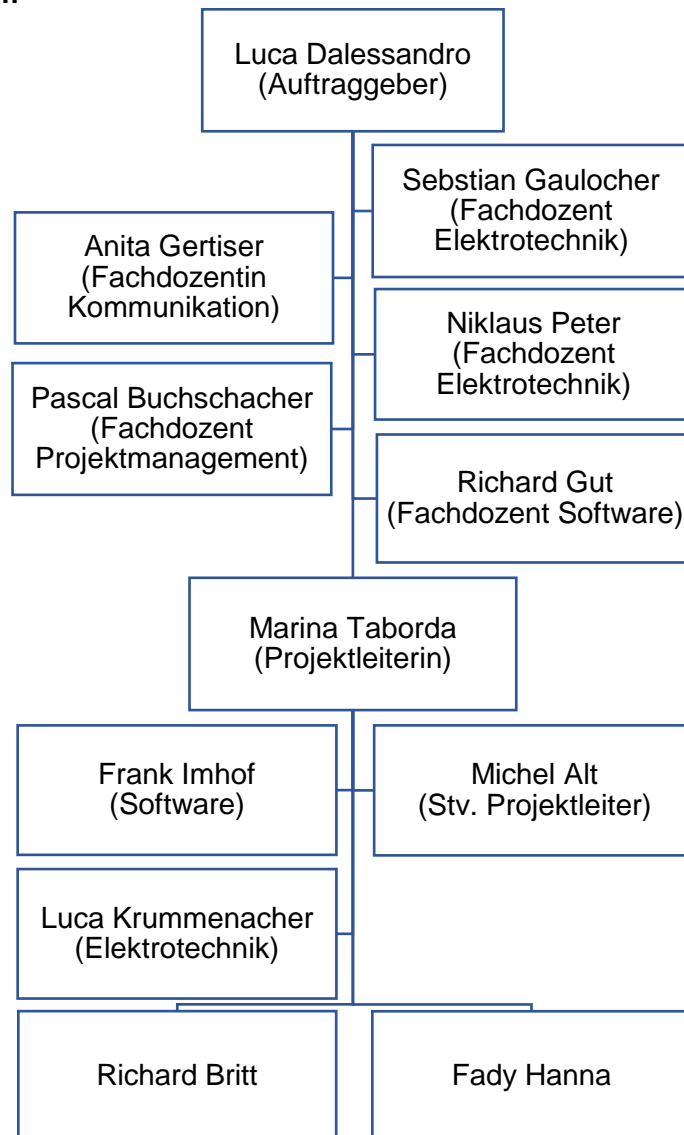 Luca Dalessandro
(Auftraggeber)
Sebstian Gaulocher
(Fachdozent
Elektrotechnik)
Anita Gertiser
(Fachdozentin
Kommunikation)
Niklaus Peter
(Fachdozent
Elektrotechnik)
Pascal Buchschacher
(Fachdozent
Projektmanagement)
Richard Gut
(Fachdozent Software)
Marina Taborda
(Projektleiterin)
Frank Imhof
(Software)
Michel Alt
(Stv. Projektleiter)
Luca Krummenacher
(Elektrotechnik)
Richard Britt
Fady Hanna